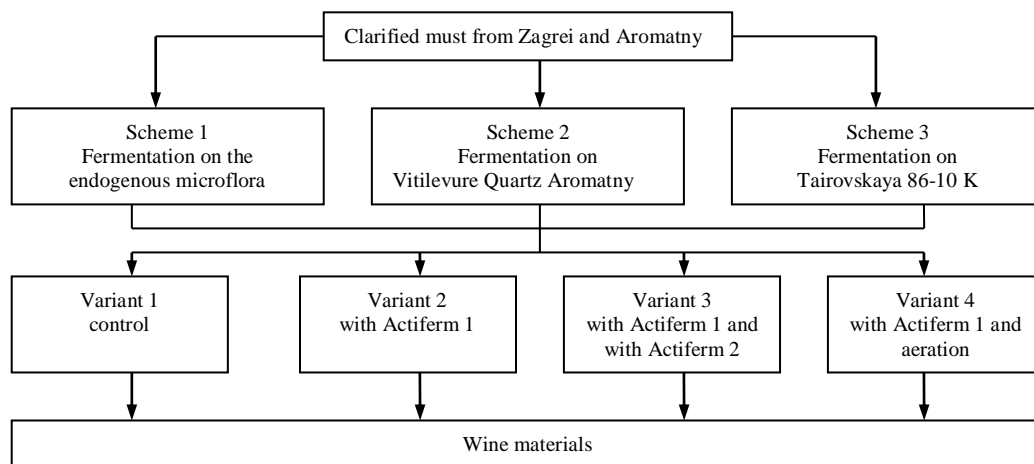 Clarified must from Zagrei and Aromatny
Scheme 1
Fermentation on the
endogenous microflora
Scheme 2
Fermentation on
Vitilevure Quartz Aromatny
Scheme 3
Fermentation on
Tairovskaya 86-10 K
Variant 1
control
Variant 2
with Actiferm 1
Variant 3
with Actiferm 1 and
with Actiferm 2
Variant 4
with Actiferm 1 and
aeration
Wine materials